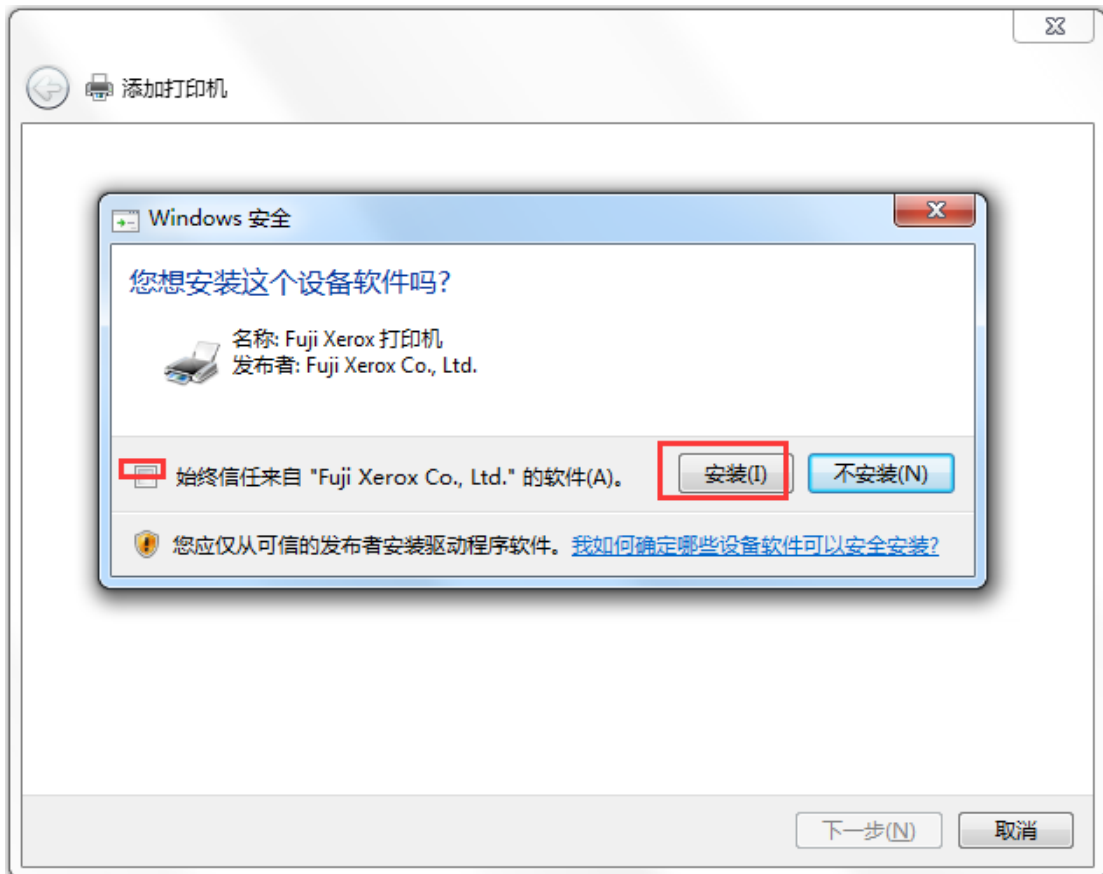 添加打印机
Windows 安全
您想安装这个设备软件吗?
名称: Fuji Xerox 打印机
发布者: Fuji Xerox Co., Ltd.
始终信任来自 "Fuji Xerox Co., Ltd." 的软件(A)。 安装(I) 不安装(N)
您应仅从可信的发布者安装驱动程序软件。我如何确定哪些设备软件可以安全安装?
下一步(N) 取消